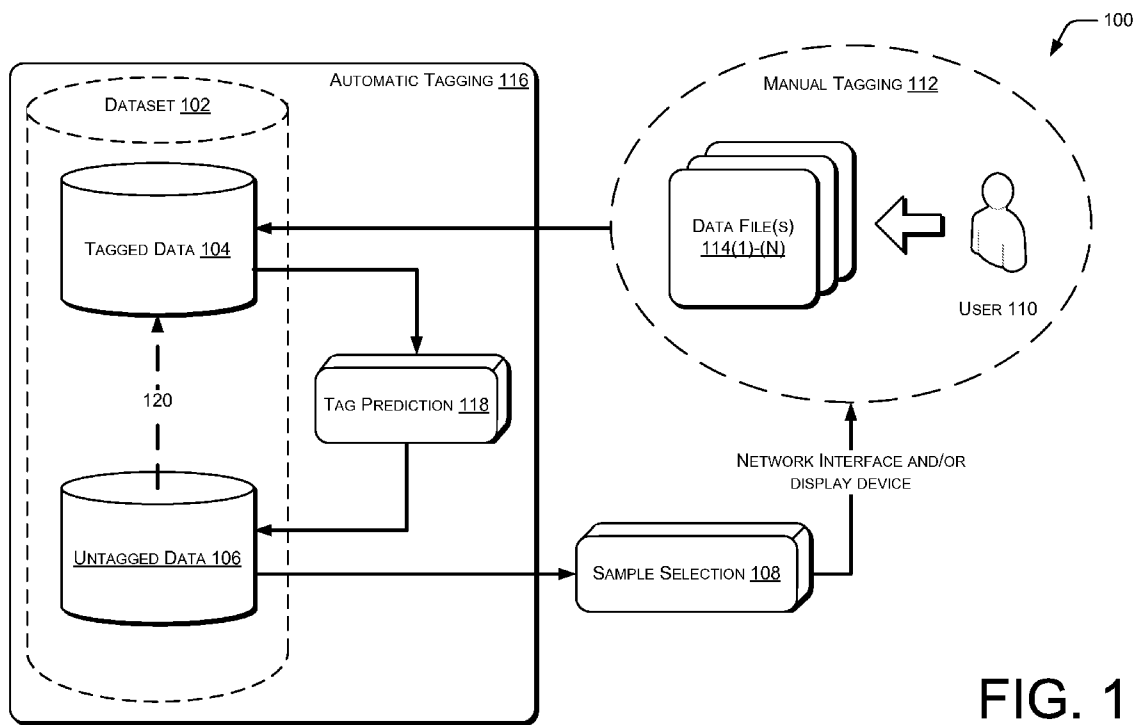 100
AUTOMATIC TAGGING 116
MANUAL TAGGING 112
DATASET 102
TAGGED DATA 104
DATA FILE(S)
114(1)-(N)
USER 110
TAG PREDICTION 118
120
NETWORK INTERFACE AND/OR
DISPLAY DEVICE
UNTAGGED DATA 106
SAMPLE SELECTION 108
FIG. 1